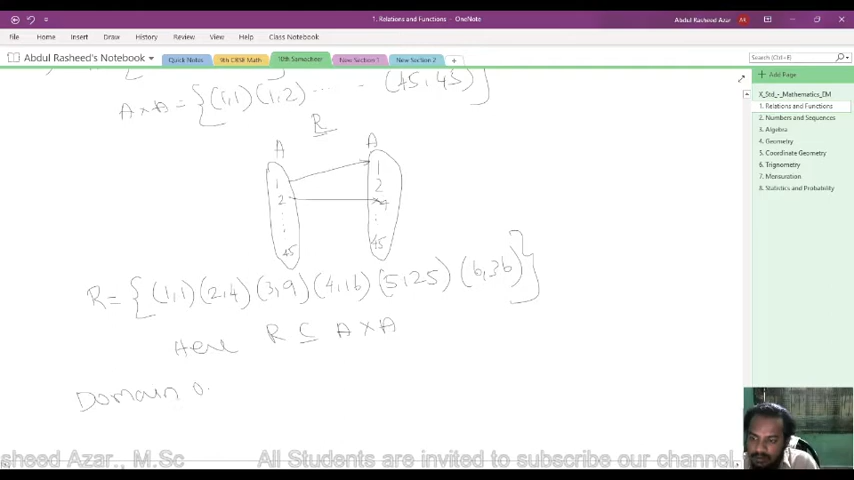 1. Relations and Functions - OneNote
Abdul Rasheed Azar AK
File Home Insert Draw History Review View Help Class Notebook
Abdul Rasheed's Notebook Quick Notes 9th CBSE Math 10th Samacheer New Section 1 New Section 2 +
Search (Ctrl+E)
Add Page
X_Std_-_Mathematics_EM
1. Relations and Functions
2. Numbers and Sequences
3. Algebra
4. Geometry
5. Coordinate Geometry
6. Trignometry
7. Mensuration
8. Statistics and Probability
A×A = {(1,1) (1,2) ... - (45,45)}
R
A A
1 1
2 2
4
⋮ ⋮
45 45
R = {(1,1) (2,4) (3,9) (4,16) (5,25) (6,36)}
Here R ⊆ A×A
Domain o
sheed Azar., M.Sc All Students are invited to subscribe our channel.